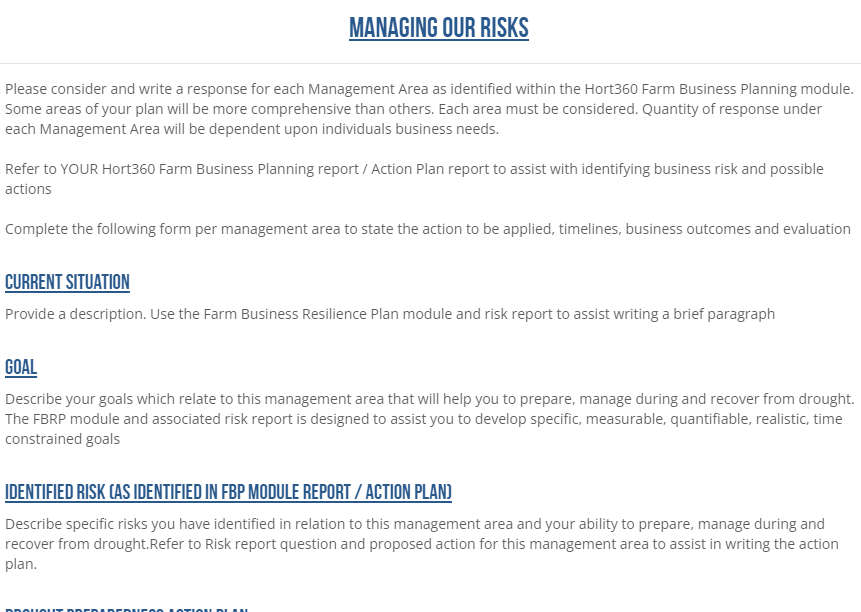 MANAGING OUR RISKS
Please consider and write a response for each Management Area as identified within the Hort360 Farm Business Planning module.
Some areas of your plan will be more comprehensive than others. Each area must be considered. Quantity of response under
each Management Area will be dependent upon individuals business needs.
Refer to YOUR Hort360 Farm Business Planning report / Action Plan report to assist with identifying business risk and possible
actions
Complete the following form per management area to state the action to be applied, timelines, business outcomes and evaluation
CURRENT SITUATION
Provide a description. Use the Farm Business Resilience Plan module and risk report to assist writing a brief paragraph
GOAL
Describe your goals which relate to this management area that will help you to prepare, manage during and recover from drought.
The FBRP module and associated risk report is designed to assist you to develop specific, measurable, quantifiable, realistic, time
constrained goals
IDENTIFIED RISK (AS IDENTIFIED IN FBP MODULE REPORT / ACTION PLAN)
Describe specific risks you have identified in relation to this management area and your ability to prepare, manage during and
recover from drought.Refer to Risk report question and proposed action for this management area to assist in writing the action
plan.
DROUGHT PREPAREDNESS ACTION PLAN